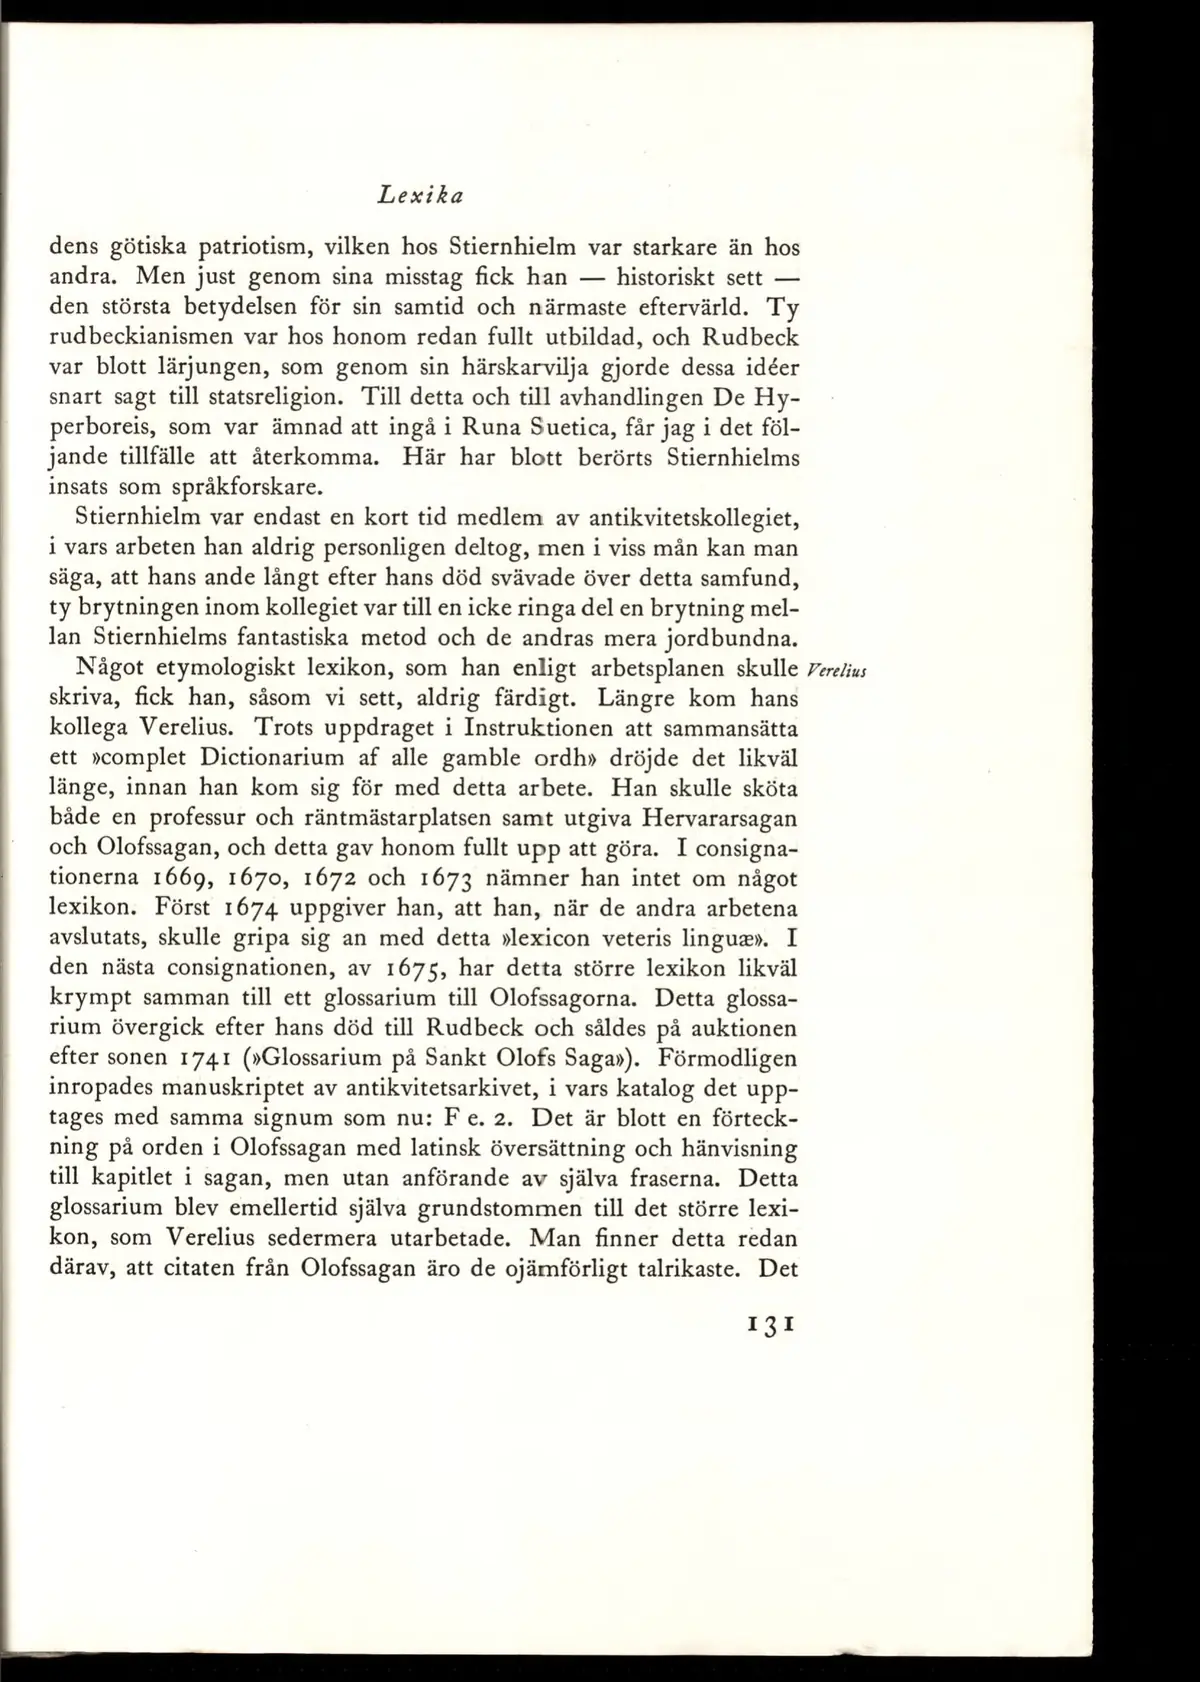 Lexika
dens götiska patriotism, vilken hos Stiernhielm var starkare än hos
andra. Men just genom sina misstag fick han — historiskt sett —
den största betydelsen för sin samtid och närmaste eftervärld. Ty
rudbeckianismen var hos honom redan fullt utbildad, och Rudbeck
var blott lärjungen, som genom sin härskarvilja gjorde dessa idéer
snart sagt till statsreligion. Till detta och till avhandlingen De Hy-
perboreis, som var ämnad att ingå i Runa Suetica, får jag i det föl-
jande tillfälle att återkomma. Här har blott berörts Stiernhielms
insats som språkforskare.
Stiernhielm var endast en kort tid medlem av antikvitetskollegiet,
i vars arbeten han aldrig personligen deltog, men i viss mån kan man
säga, att hans ande långt efter hans död svävade över detta samfund,
ty brytningen inom kollegiet var till en icke ringa del en brytning mel-
lan Stiernhielms fantastiska metod och de andras mera jordbundna.
Något etymologiskt lexikon, som han enligt arbetsplanen skulle Verelius
skriva, fick han, såsom vi sett, aldrig färdigt. Längre kom hans
kollega Verelius. Trots uppdraget i Instruktionen att sammansätta
ett »complet Dictionarium af alle gamble ordh» dröjde det likväl
länge, innan han kom sig för med detta arbete. Han skulle sköta
både en professur och räntmästarplatsen samt utgiva Hervararsagan
och Olofssagan, och detta gav honom fullt upp att göra. I consigna-
tionerna 1669, 1670, 1672 och 1673 nämner han intet om något
lexikon. Först 1674 uppgiver han, att han, när de andra arbetena
avslutats, skulle gripa sig an med detta »lexicon veteris linguæ». I
den nästa consignationen, av 1675, har detta större lexikon likväl
krympt samman till ett glossarium till Olofssagorna. Detta glossa-
rium övergick efter hans död till Rudbeck och såldes på auktionen
efter sonen 1741 (»Glossarium på Sankt Olofs Saga»). Förmodligen
inropades manuskriptet av antikvitetsarkivet, i vars katalog det upp-
tages med samma signum som nu: F e. 2. Det är blott en förteck-
ning på orden i Olofssagan med latinsk översättning och hänvisning
till kapitlet i sagan, men utan anförande av själva fraserna. Detta
glossarium blev emellertid själva grundstommen till det större lexi-
kon, som Verelius sedermera utarbetade. Man finner detta redan
därav, att citaten från Olofssagan äro de ojämförligt talrikaste. Det
131